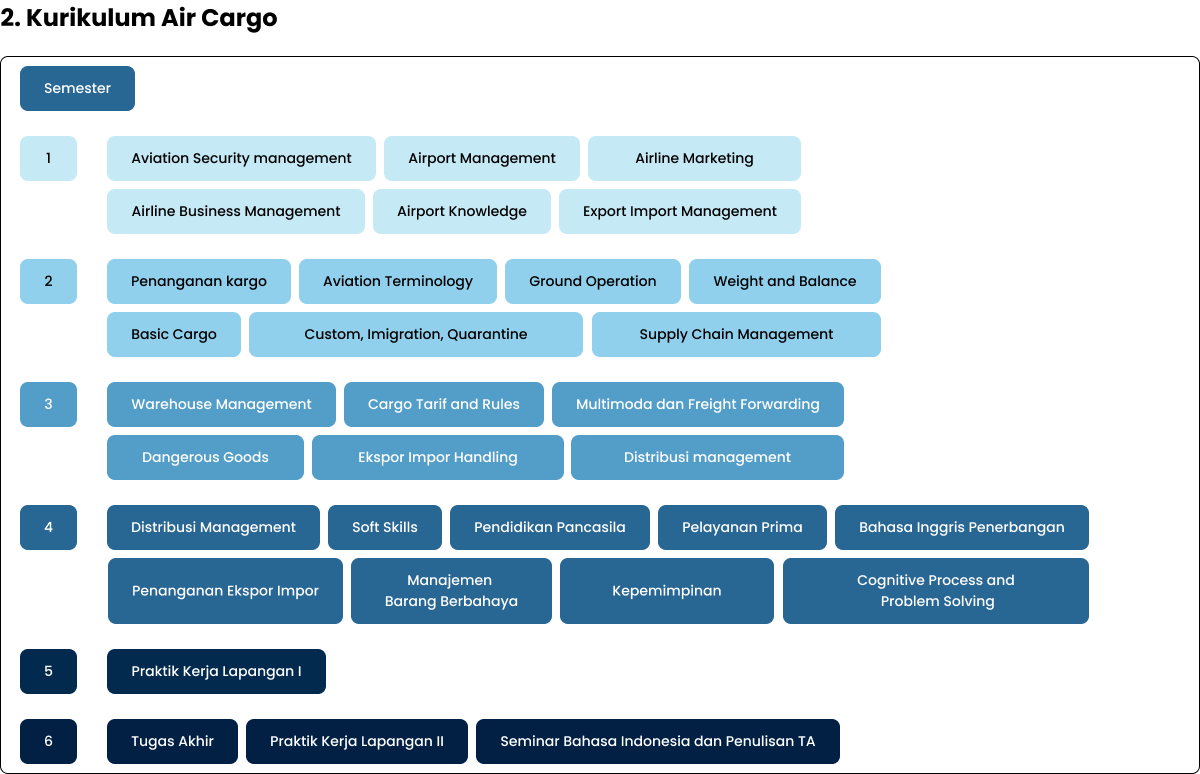 2. Kurikulum Air Cargo
Semester
1
Aviation Security management
Airport Management
Airline Marketing
Airline Business Management
Airport Knowledge
Export Import Management
2
Penanganan kargo
Aviation Terminology
Ground Operation
Weight and Balance
Basic Cargo
Custom, Imigration, Quarantine
Supply Chain Management
3
Warehouse Management
Cargo Tarif and Rules
Multimoda dan Freight Forwarding
Dangerous Goods
Ekspor Impor Handling
Distribusi management
4
Distribusi Management
Soft Skills
Pendidikan Pancasila
Pelayanan Prima
Bahasa Inggris Penerbangan
Penanganan Ekspor Impor
Manajemen
Barang Berbahaya
Kepemimpinan
Cognitive Process and
Problem Solving
5
Praktik Kerja Lapangan I
6
Tugas Akhir
Praktik Kerja Lapangan II
Seminar Bahasa Indonesia dan Penulisan TA